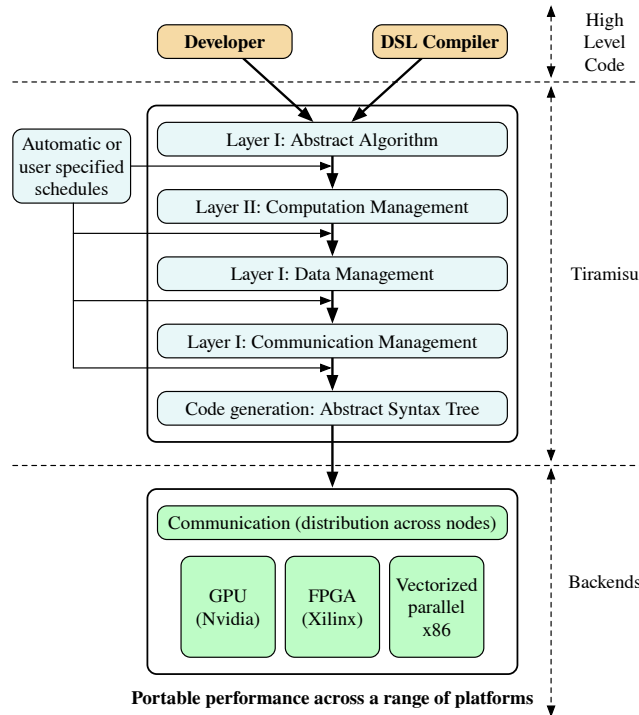 Developer
DSL Compiler
High
Level
Code
Layer I: Abstract Algorithm
Automatic or
user specified
schedules
Layer II: Computation Management
Layer I: Data Management
Tiramisu
Layer I: Communication Management
Code generation: Abstract Syntax Tree
Communication (distribution across nodes)
GPU
(Nvidia)
FPGA
(Xilinx)
Vectorized
parallel
x86
Backends
Portable performance across a range of platforms